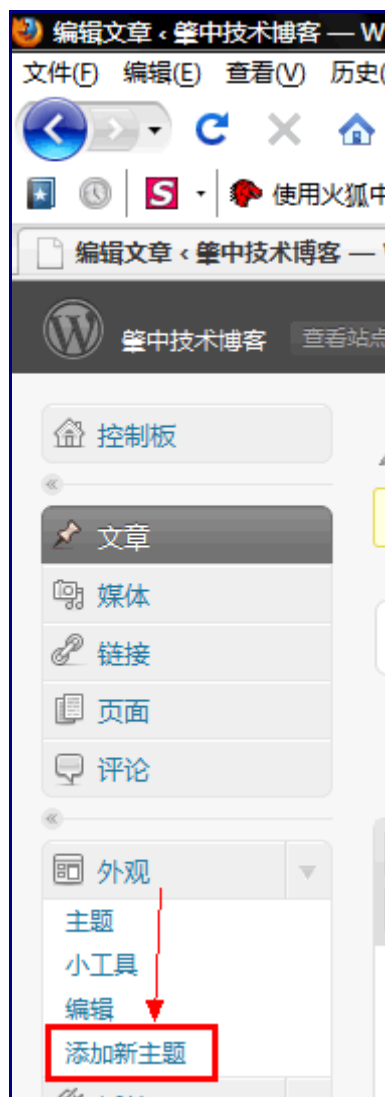 编辑文章 ‹ 肇中技术博客 — W
文件(F) 编辑(E) 查看(V) 历史(
S 使用火狐中
编辑文章 ‹ 肇中技术博客 —
肇中技术博客 查看站点
控制板
文章
媒体
链接
页面
评论
外观
主题
小工具
编辑
添加新主题